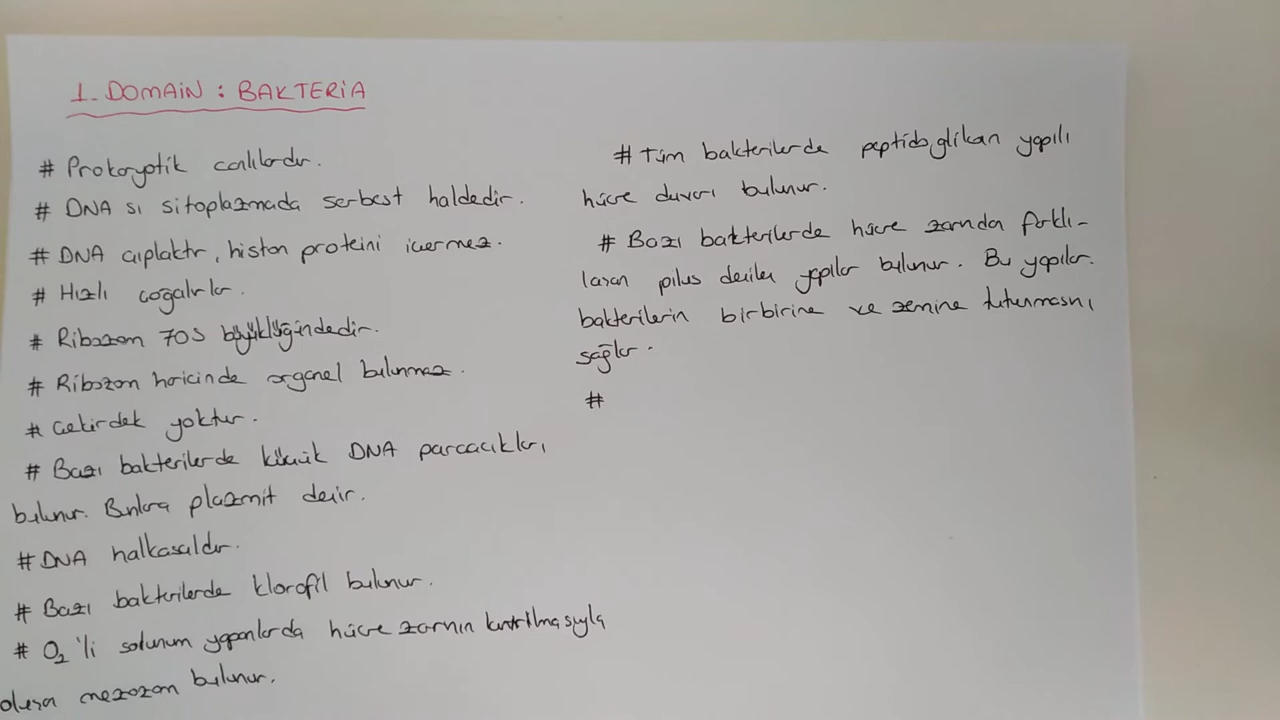 1. DOMAiN : BAKTERiA
# Prokaryotik canlılardır.
# DNA sı sitoplazmada serbest haldedir.
# DNA çıplaktır, histon proteini içermez.
# Hızlı çoğalırlar.
# Ribozom 70S büyüklüğindedir.
# Ribozom haricinde organel bulunmaz.
# Çekirdek yoktur.
# Bazı bakterilerde küçük DNA parçacıkları
bulunur. Bunlara plazmit denir.
# DNA halkasaldır.
# Bazı bakterilerde klorofil bulunur.
# O₂'li solunum yapanlarda hücre zarının kıvrılmasıyla
oluşan mezozom bulunur.
# Tüm bakterilerde peptidoglikan yapılı
hücre duvarı bulunur.
# Bazı bakterilerde hücre zarında farklı-
laşan pilus denilen yapılar bulunur. Bu yapılar
bakterilerin birbirine ve zemine tutunmasını
sağlar.
#